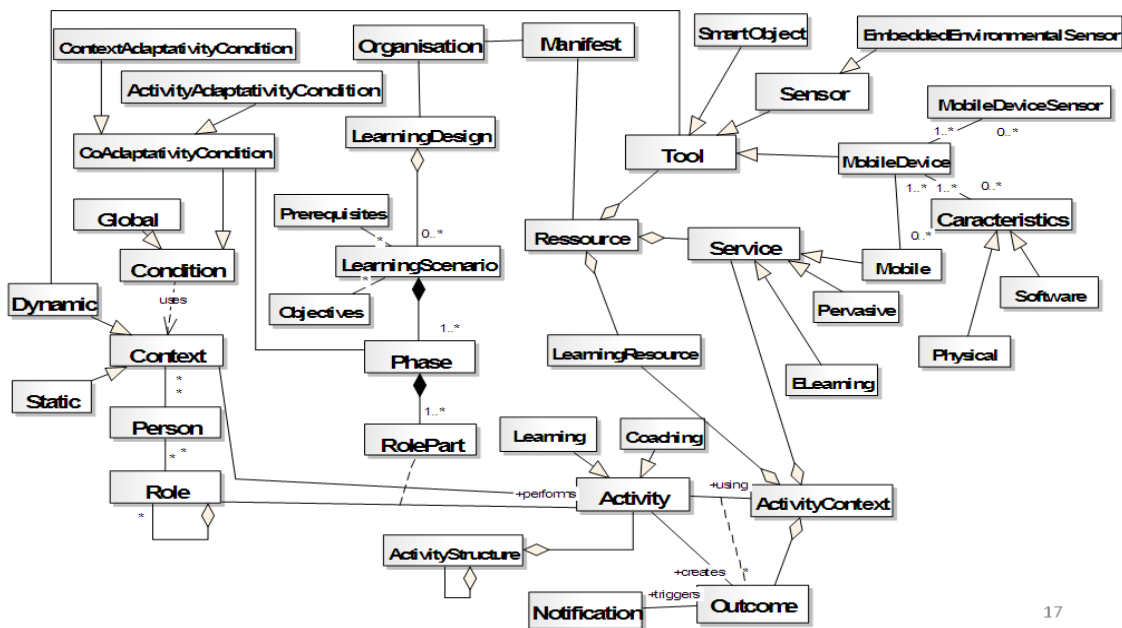 ContextAdaptativityCondition
Organisation
Manifest
SmartObject
EmbeddedEnvironmentalSensor
ActivityAdaptativityCondition
Sensor
MobileDeviceSensor
CoAdaptativityCondition
LearningDesign
Tool
MobileDevice
1..*
0..*
1..*
1..*
0..*
Global
Prerequisites
*
0..*
Ressource
Service
Caracteristics
0..*
Condition
LearningScenario
Mobile
*
Dynamic
uses
Objectives
Pervasive
Software
1..*
Context
Phase
LearningResource
Physical
Static
*
*
ELearning
1..*
Person
RolePart
Learning
Coaching
*
*
Role
+performs
Activity
+using
ActivityContext
*
ActivityStructure
+creates
*
+triggers
Notification
Outcome
17